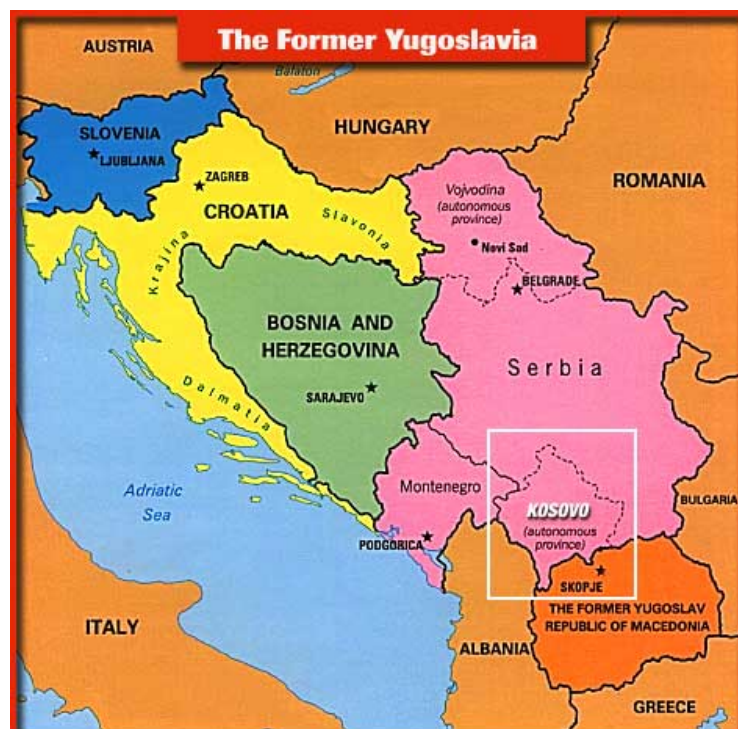 The Former Yugoslavia
AUSTRIA
Balaton
HUNGARY
SLOVENIA
LJUBLJANA
ZAGREB
CROATIA
Slavonia
Krajina
Vojvodina
(autonomous
province)
Novi Sad
ROMANIA
BELGRADE
BOSNIA AND
HERZEGOVINA
Serbia
SARAJEVO
Dalmatia
Adriatic
Sea
Montenegro
KOSOVO
(autonomous
province)
BULGARIA
PODGORICA
SKOPJE
THE FORMER YUGOSLAV
REPUBLIC OF MACEDONIA
ITALY
ALBANIA
GREECE